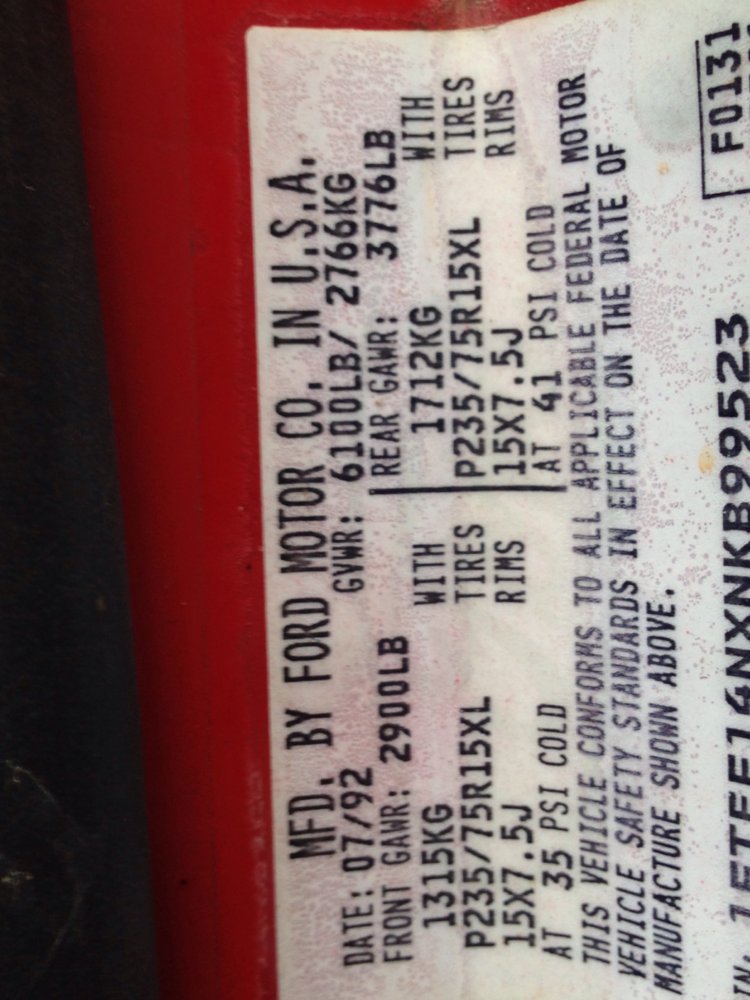 MFD. BY FORD MOTOR CO. IN U.S.A.
DATE: 07/92 GVWR: 6100LB/ 2766KG
FRONT GAWR: 2900LB REAR GAWR: 3776LB
1315KG WITH 1712KG WITH
P235/75R15XL TIRES P235/75R15XL TIRES
15X7.5J RIMS 15X7.5J RIMS
AT 35 PSI COLD AT 41 PSI COLD
THIS VEHICLE CONFORMS TO ALL APPLICABLE FEDERAL MOTOR
VEHICLE SAFETY STANDARDS IN EFFECT ON THE DATE OF
MANUFACTURE SHOWN ABOVE.
F0131
1FTEF14NXNKB99523